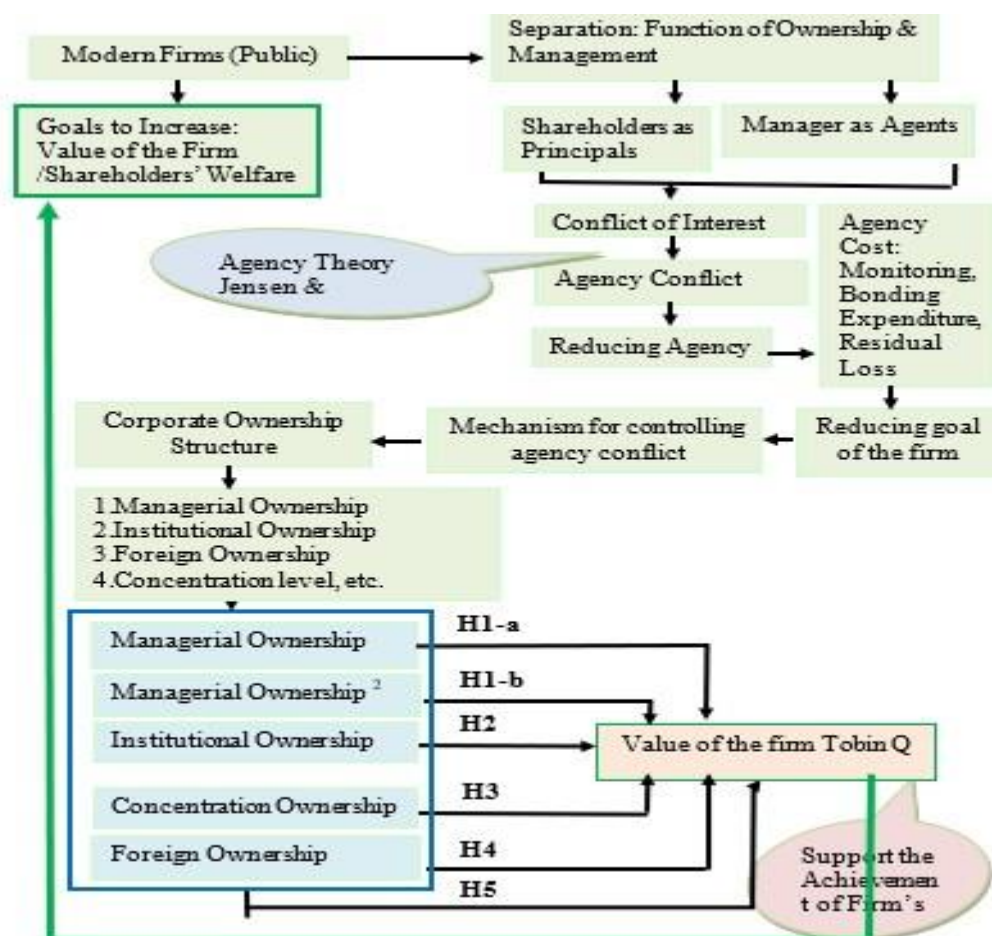 Modern Firms (Public)
Separation: Function of Ownership &
Management
Goals to Increase:
Value of the Firm
/Shareholders' Welfare
Shareholders as
Principals
Manager as Agents
Conflict of Interest
Agency
Cost:
Monitoring,
Bonding
Expenditure,
Residual
Loss
Agency Theory
Jensen &
Agency Conflict
Reducing Agency
Corporate Ownership
Structure
Mechanism for controlling
agency conflict
Reducing goal
of the firm
1.Managerial Ownership
2.Institutional Ownership
3.Foreign Ownership
4.Concentration level, etc.
Managerial Ownership
H1-a
Managerial Ownership ²
H1-b
Institutional Ownership
H2
Value of the firm Tobin Q
Concentration Ownership
H3
Foreign Ownership
H4
H5
Support the
Achievemen
t of Firm's